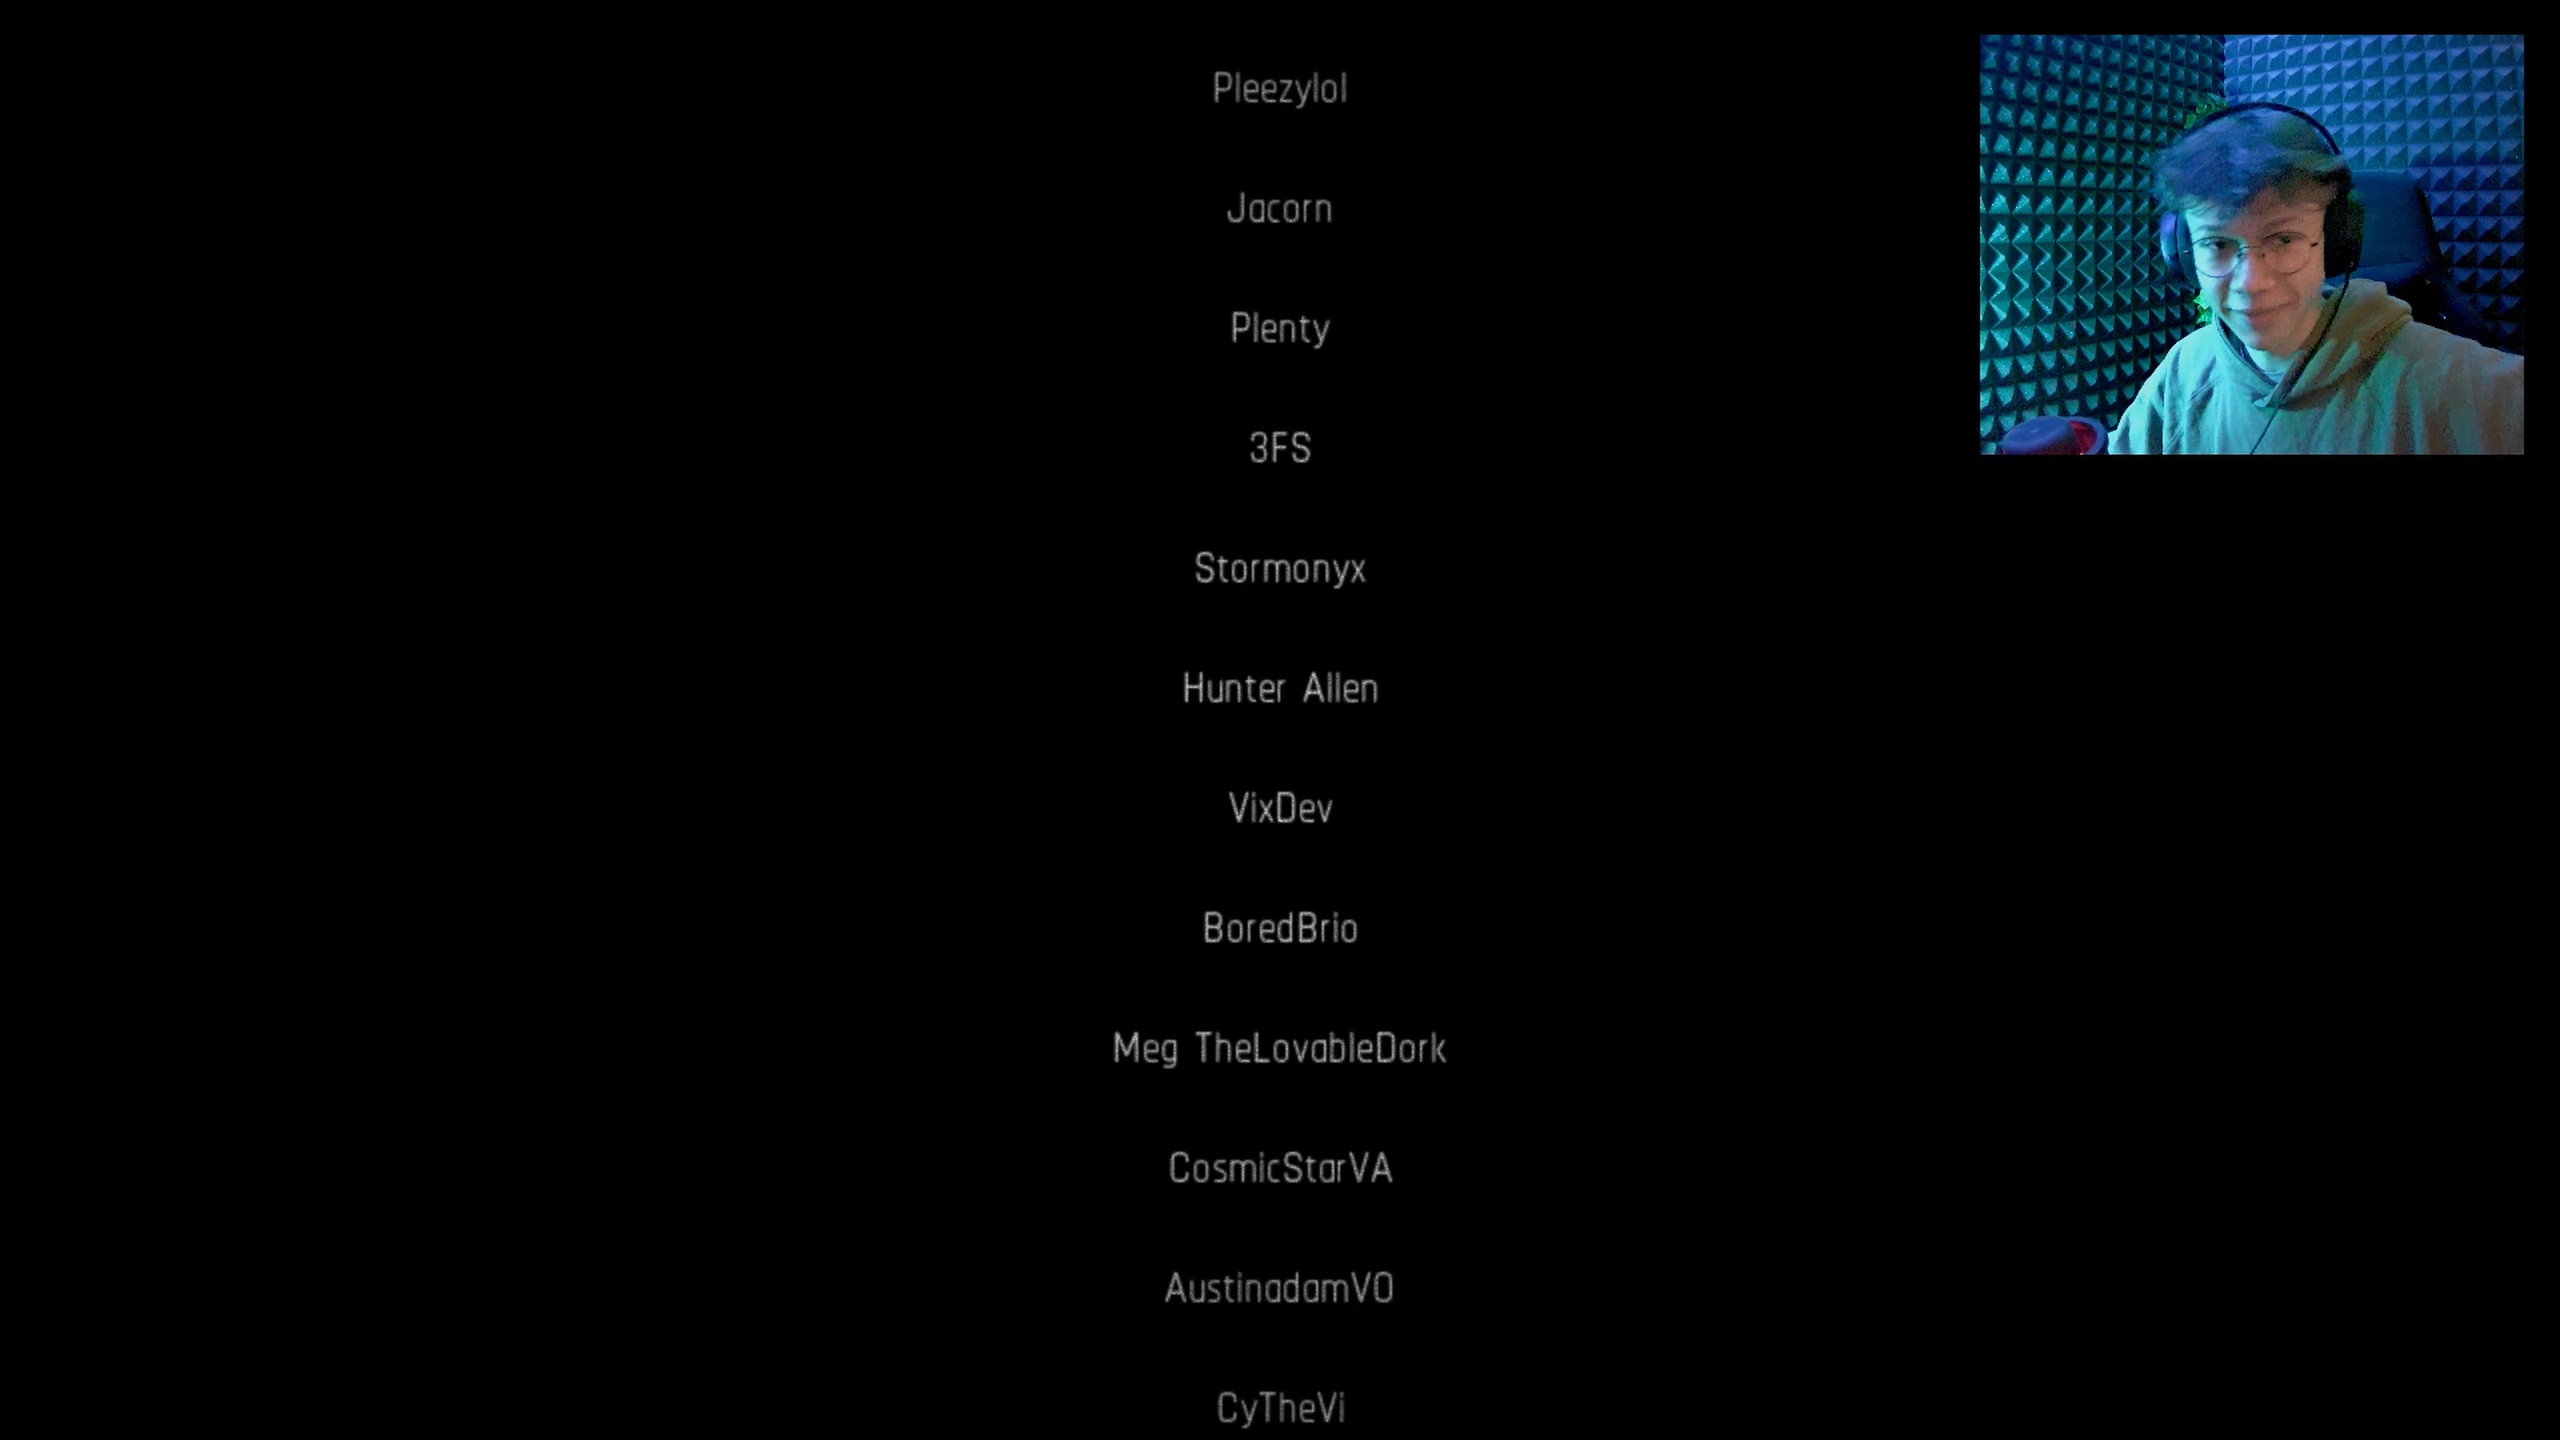 Pleezylol
Jacorn
Plenty
3FS
Stormonyx
Hunter Allen
VixDev
BoredBrio
Meg TheLovableDork
CosmicStarVA
AustinadamVO
CyTheVi